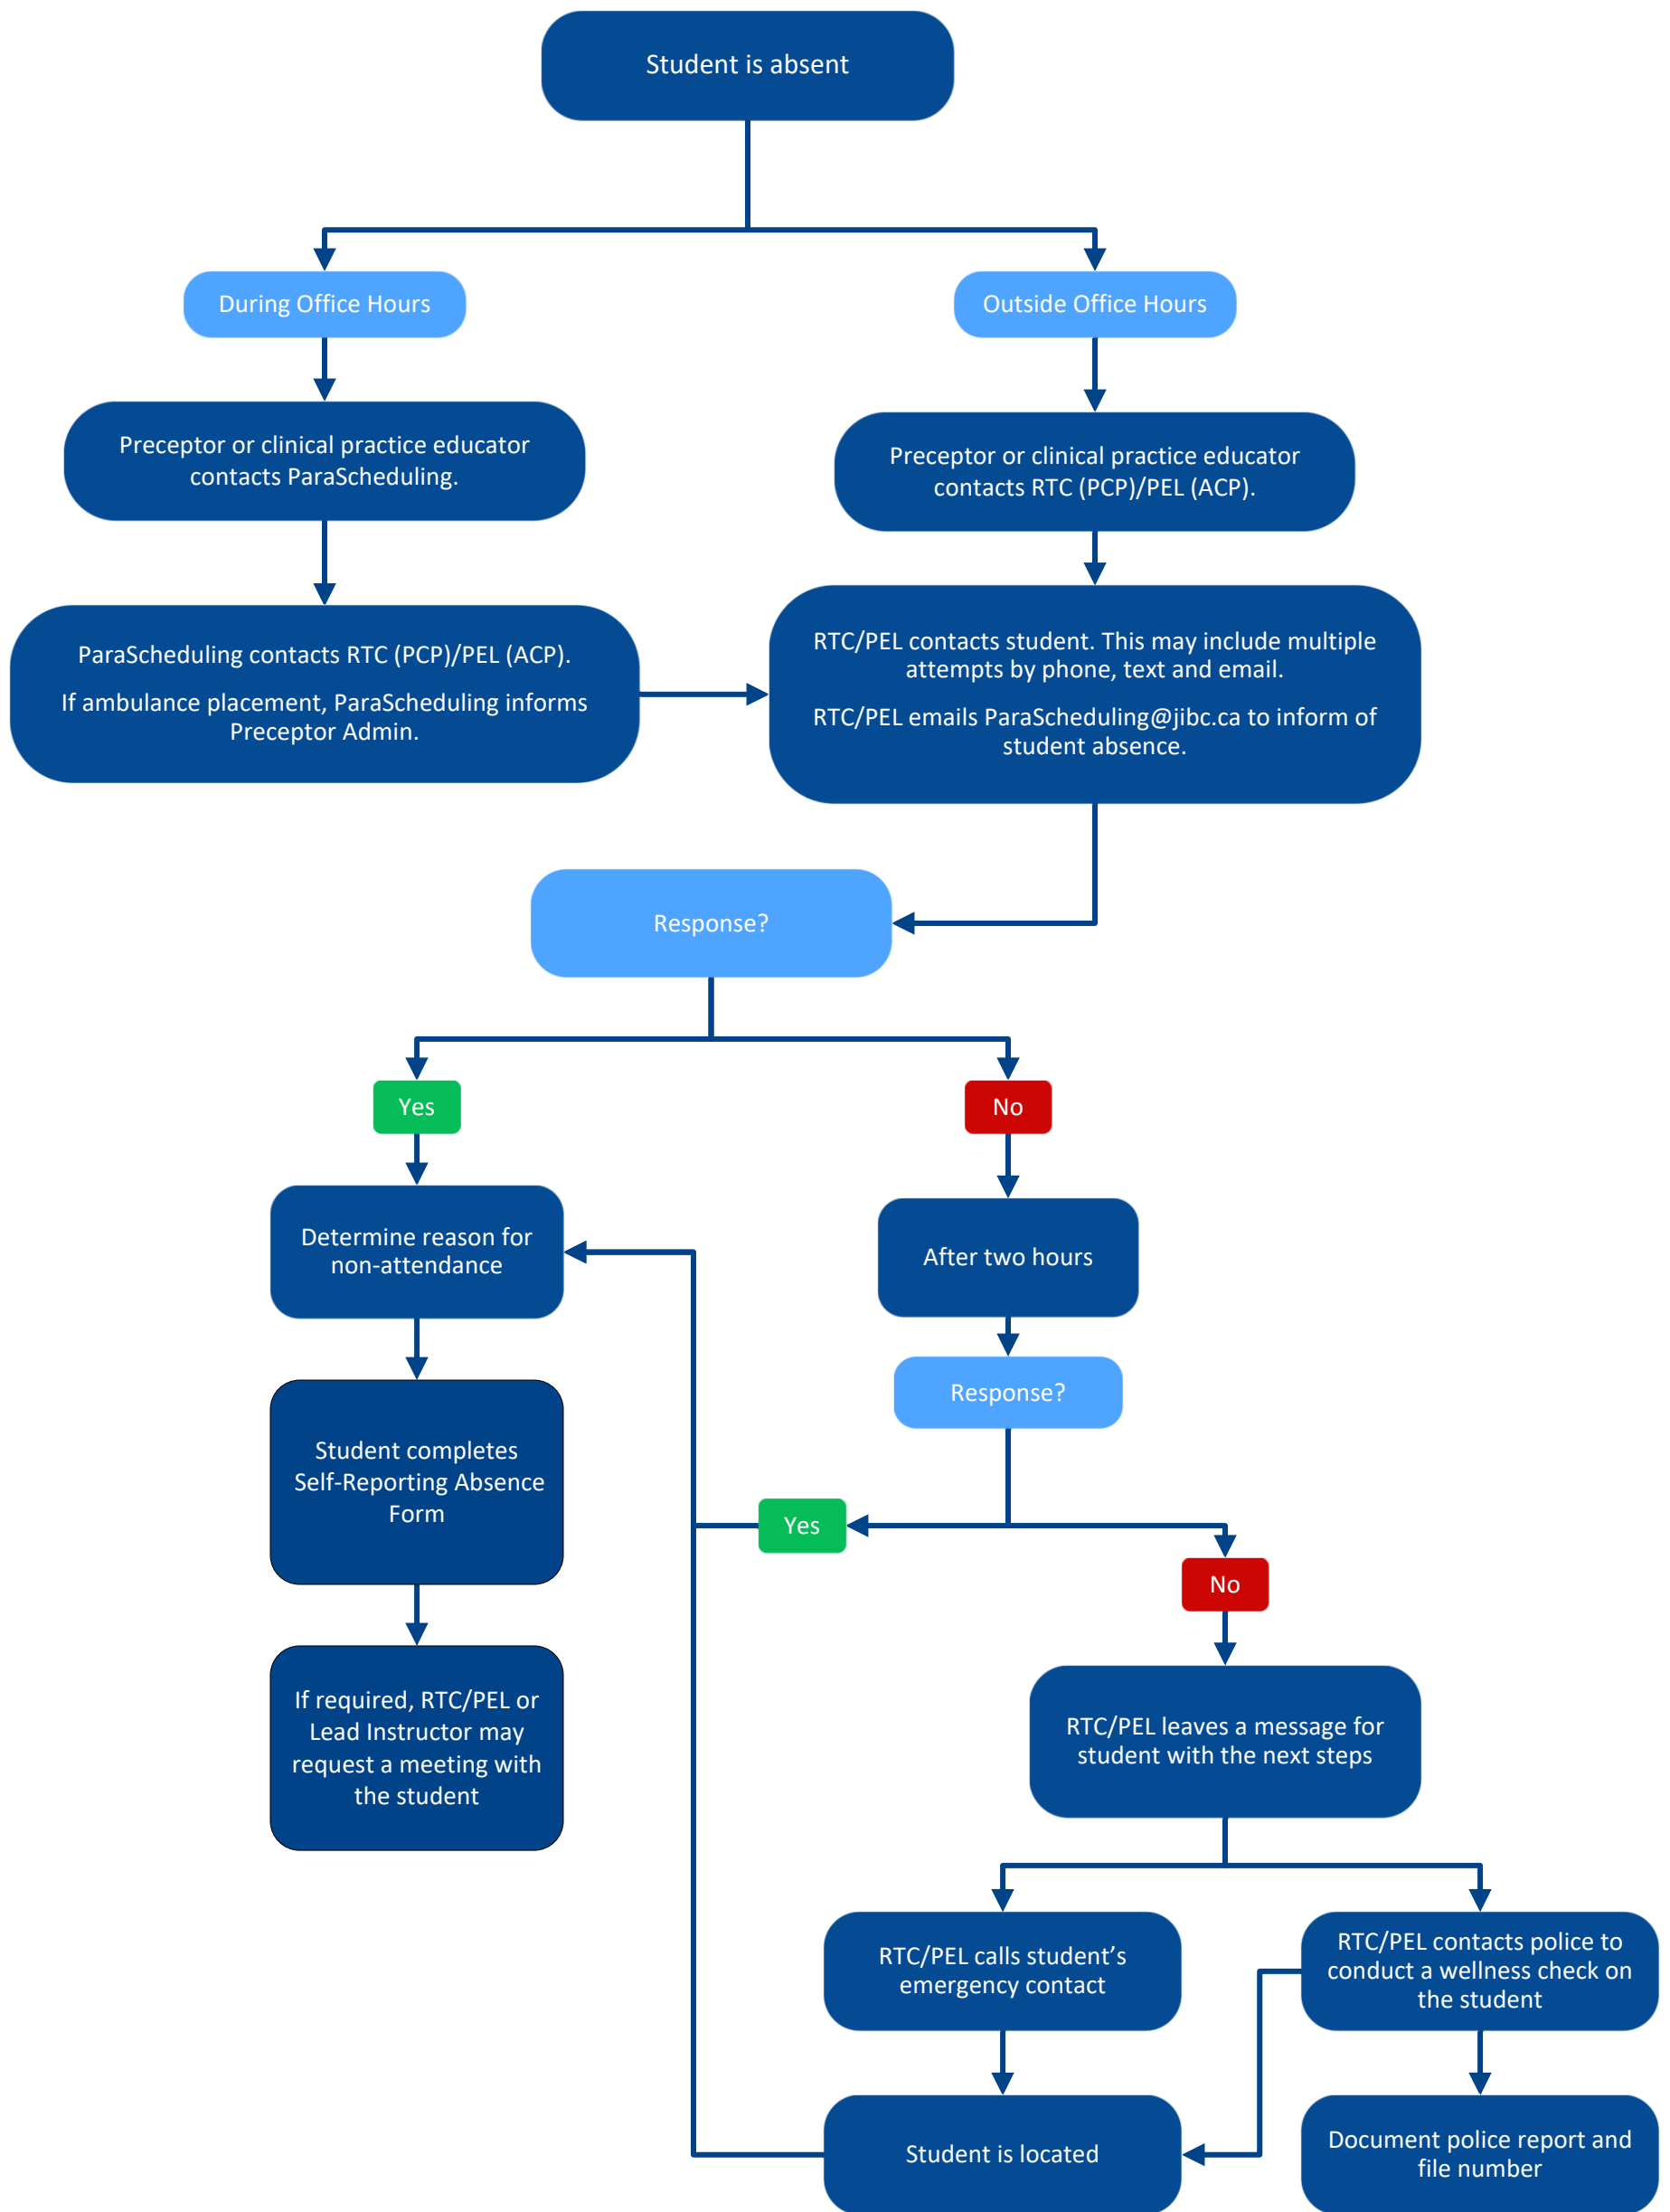 Student is absent
During Office Hours
Outside Office Hours
Preceptor or clinical practice educator
contacts ParaScheduling.
Preceptor or clinical practice educator
contacts RTC (PCP)/PEL (ACP).
ParaScheduling contacts RTC (PCP)/PEL (ACP).
If ambulance placement, ParaScheduling informs
Preceptor Admin.
RTC/PEL contacts student. This may include multiple
attempts by phone, text and email.
RTC/PEL emails ParaScheduling@jibc.ca to inform of
student absence.
Response?
Yes
No
Determine reason for
non-attendance
After two hours
Response?
Student completes
Self-Reporting Absence
Form
Yes
No
If required, RTC/PEL or
Lead Instructor may
request a meeting with
the student
RTC/PEL leaves a message for
student with the next steps
RTC/PEL calls student’s
emergency contact
RTC/PEL contacts police to
conduct a wellness check on
the student
Student is located
Document police report and
file number